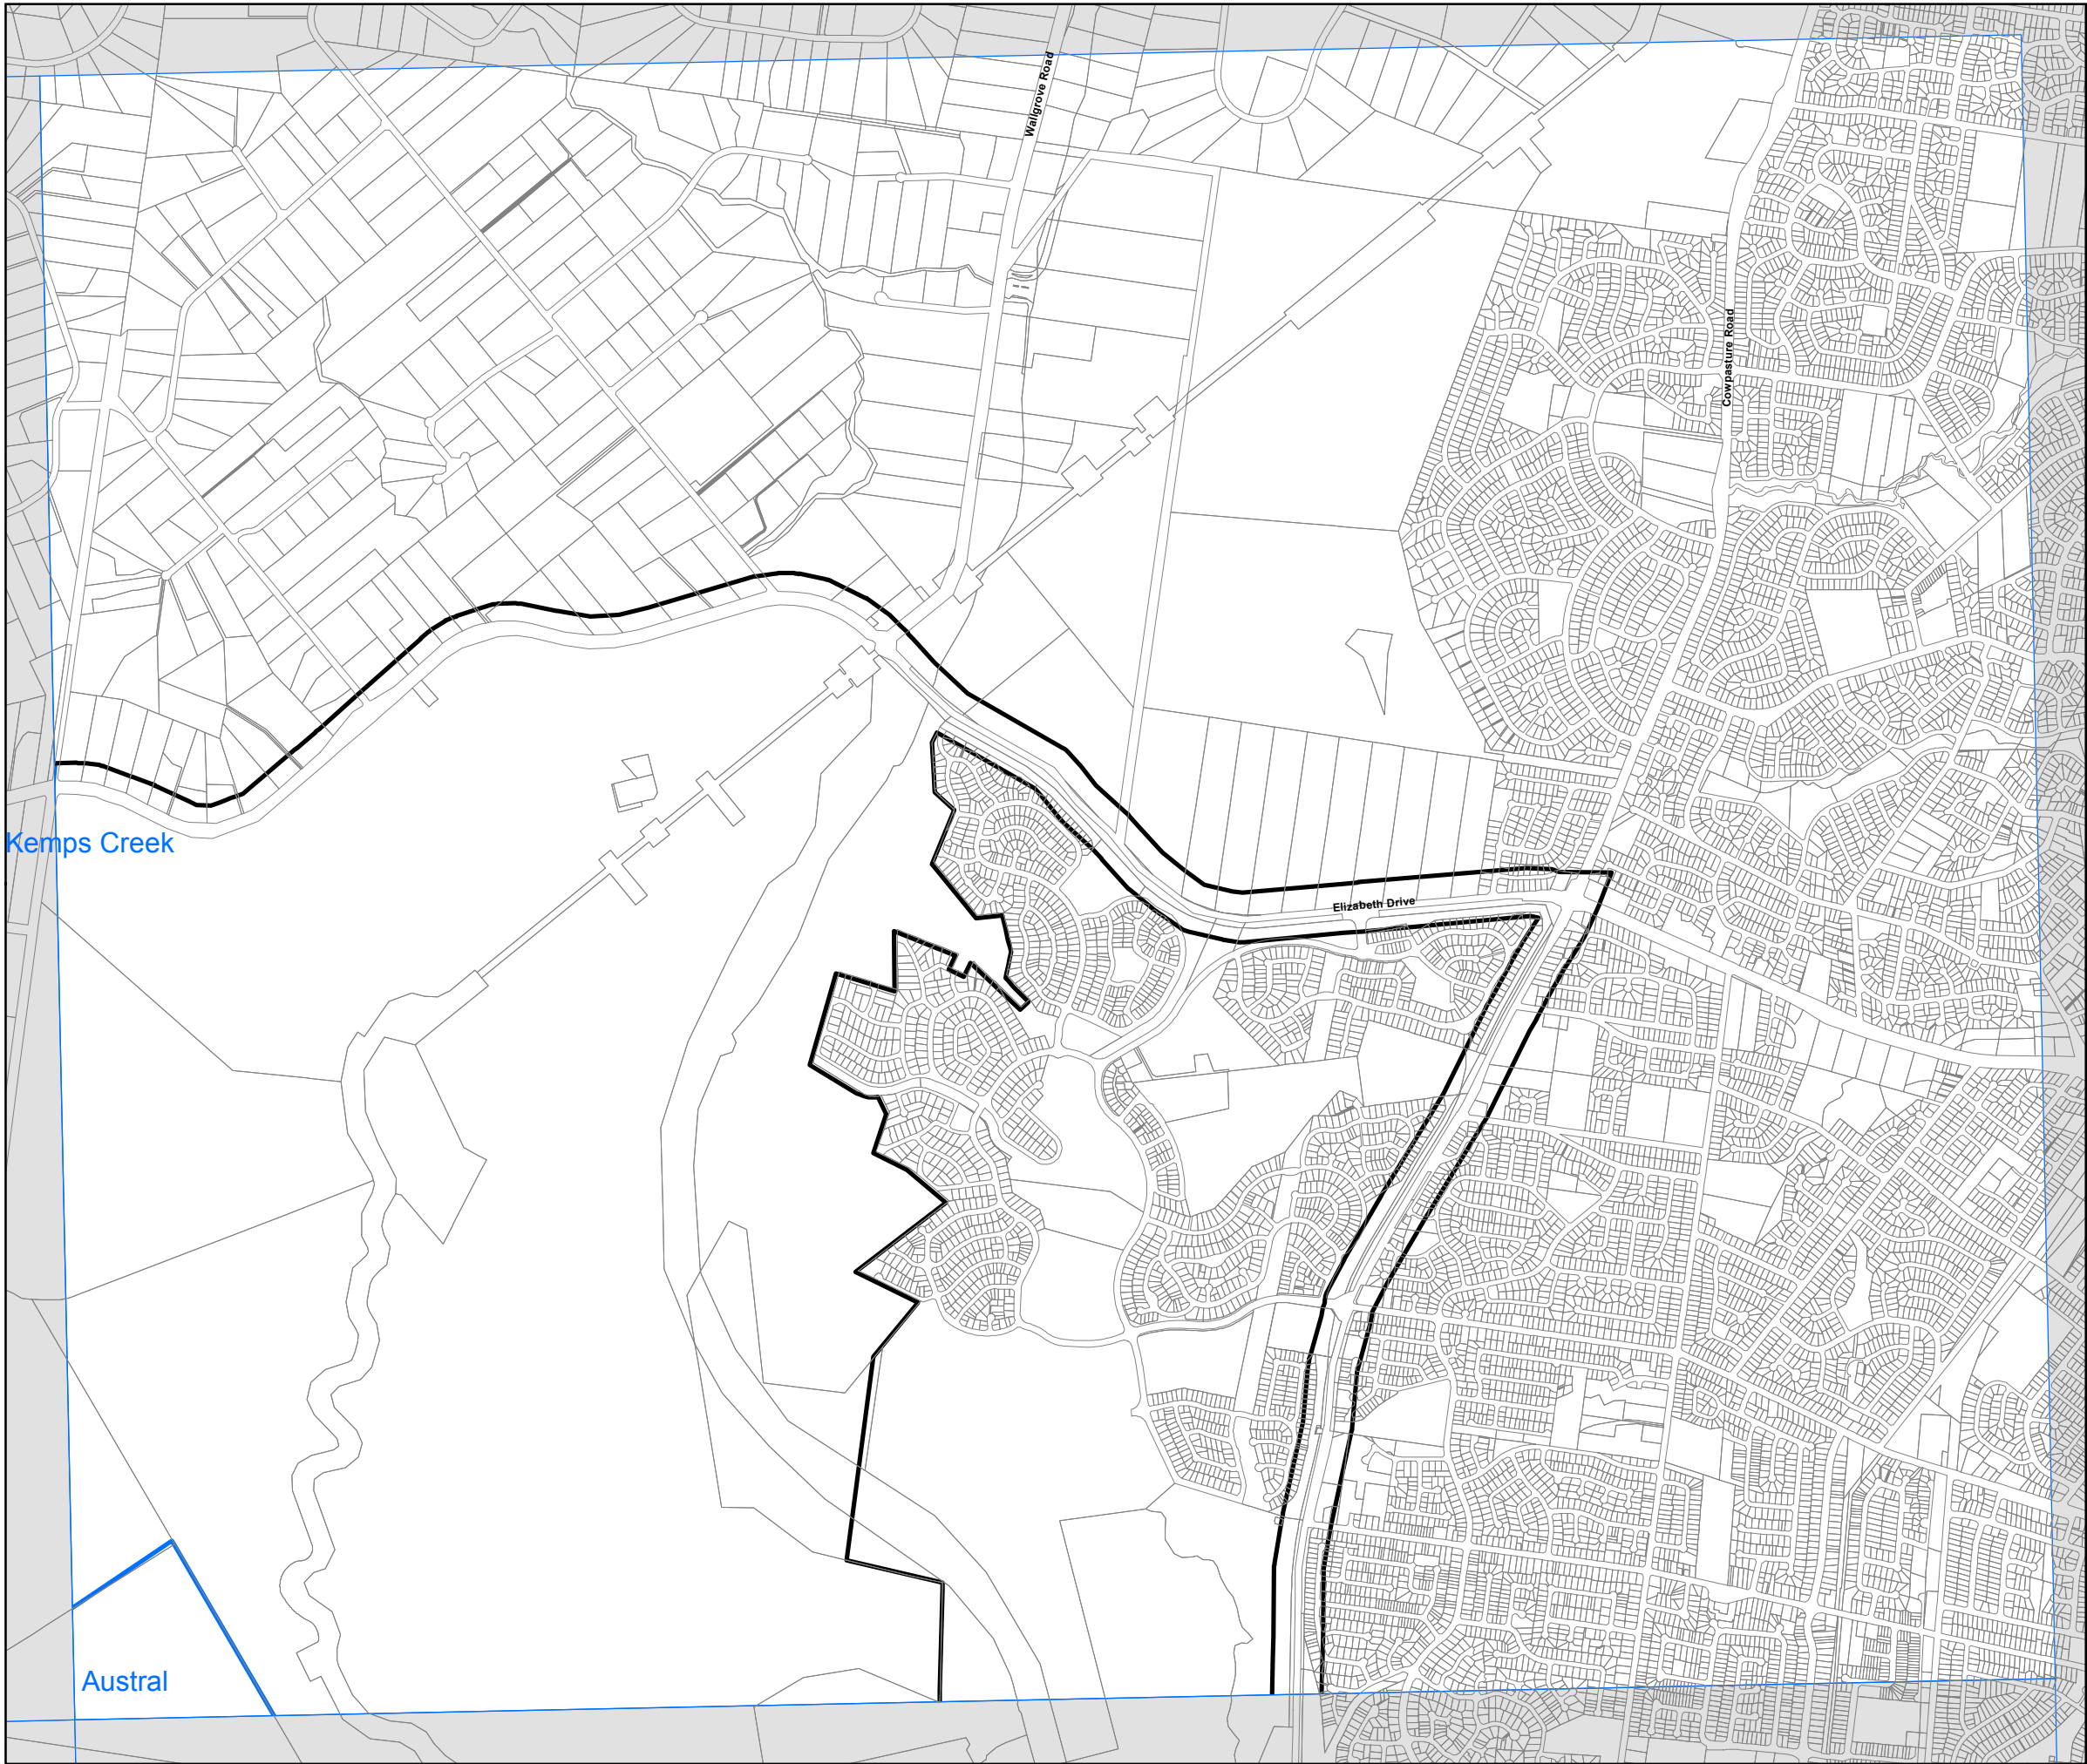 Wallgrove Road
Cowpasture Road
Kemps Creek
Elizabeth Drive
Austral